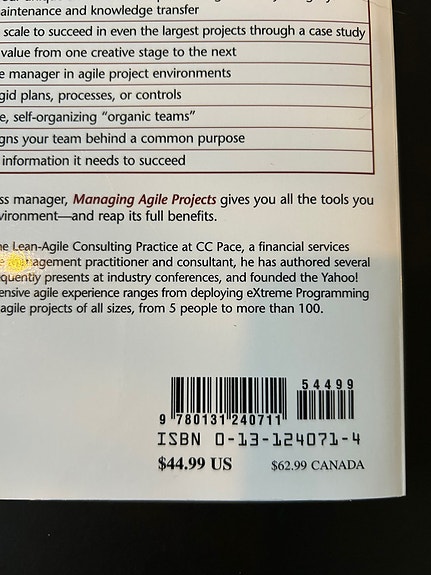 aintenance and knowledge transfer
scale to succeed in even the largest projects through a case study
value from one creative stage to the next
e manager in agile project environments
gid plans, processes, or controls
e, self-organizing “organic teams”
gns your team behind a common purpose
information it needs to succeed
ss manager, Managing Agile Projects gives you all the tools you
vironment—and reap its full benefits.
he Lean-Agile Consulting Practice at CC Pace, a financial services
management practitioner and consultant, he has authored several
quently presents at industry conferences, and founded the Yahoo!
ensive agile experience ranges from deploying eXtreme Programming
agile projects of all sizes, from 5 people to more than 100.
54499
9 780131 240711
ISBN 0-13-124071-4
$44.99 US $62.99 CANADA